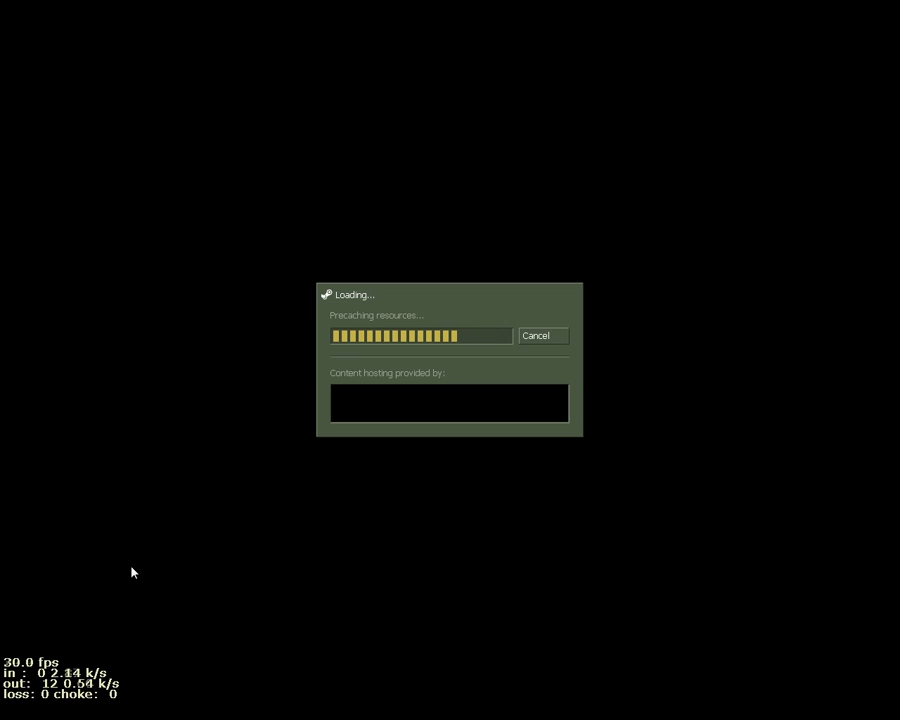 Loading...
Precaching resources...
Cancel
Content hosting provided by:
30.0 fps
in :  0 2.14 k/s
out:  12 0.54 k/s
loss: 0 choke:  0